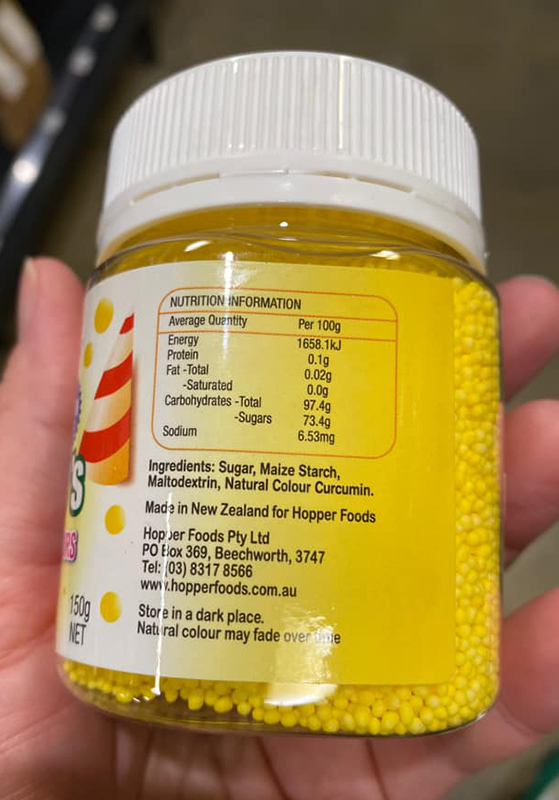 NUTRITION INFORMATION
Average Quantity Per 100g
Energy 1658.1kJ
Protein 0.1g
Fat -Total 0.02g
-Saturated 0.0g
Carbohydrates -Total 97.4g
-Sugars 73.4g
Sodium 6.53mg
Ingredients: Sugar, Maize Starch,
Maltodextrin, Natural Colour Curcumin.
Made in New Zealand for Hopper Foods
Hopper Foods Pty Ltd
PO Box 369, Beechworth, 3747
Tel: (03) 8317 8566
www.hopperfoods.com.au
Store in a dark place.
Natural colour may fade over time
150g
NET